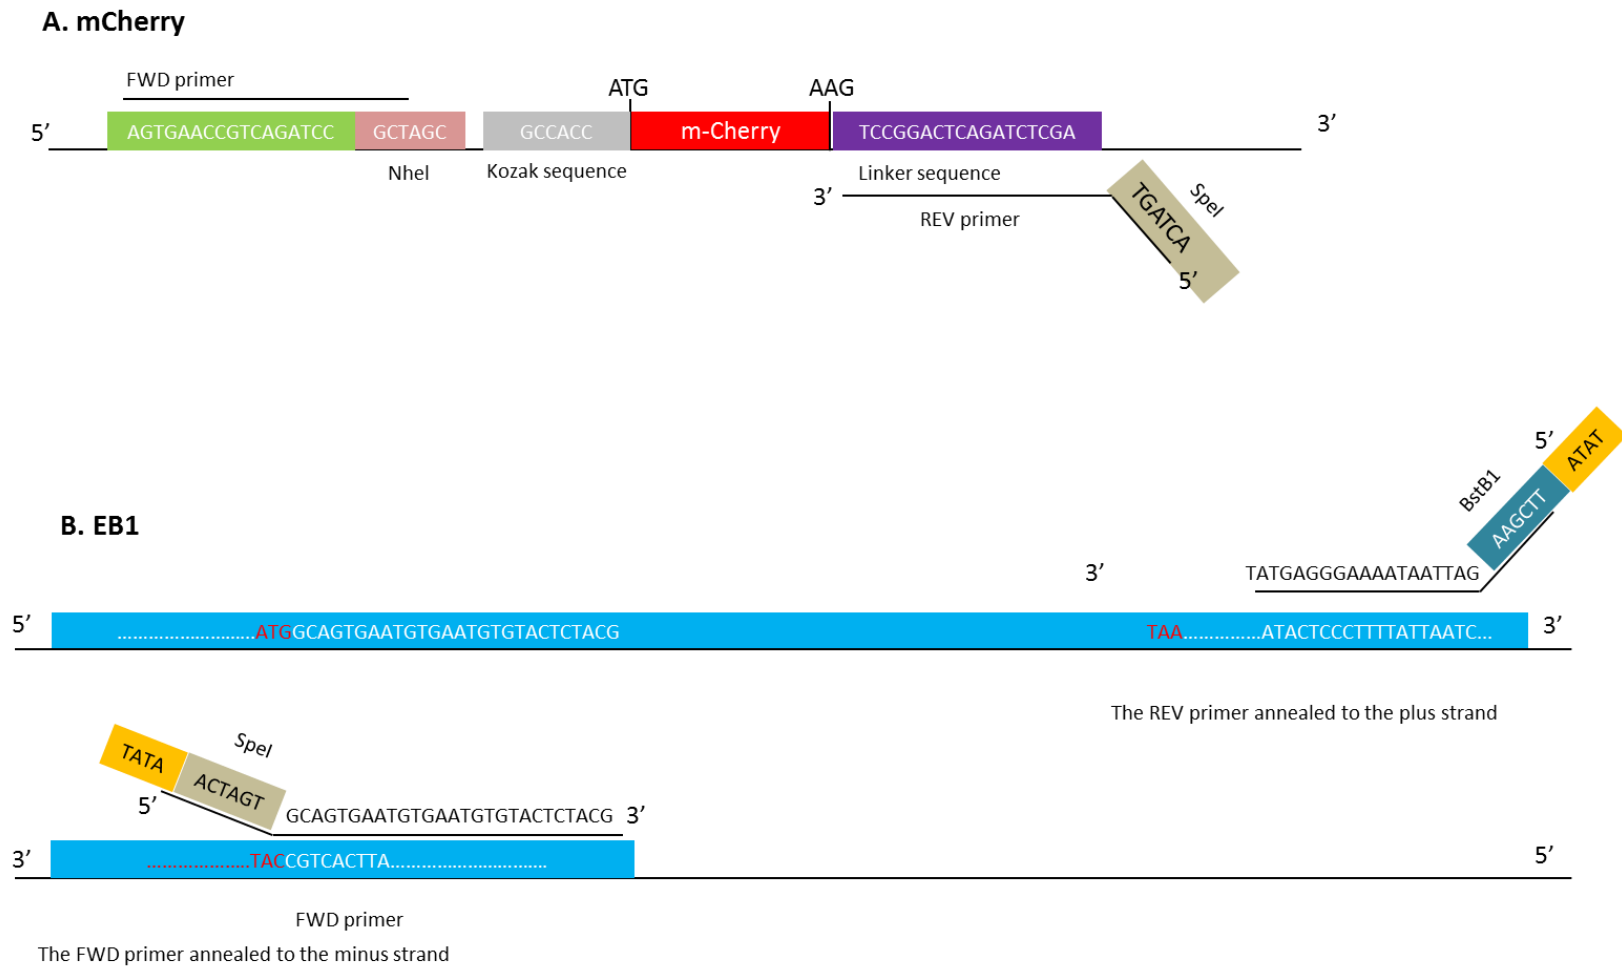 A. mCherry
FWD primer
ATG AAG
5’ AGTGAACCGTCAGATCC GCTAGC GCCACC m-Cherry TCCGGACTCAGATCTCGA 3’
NheI Kozak sequence Linker sequence
3’ REV primer
TGATCA SpeI
5’
B. EB1
5’ ATAT
BstB1 AAGCTT
3’ TATGAGGGAAAATAATTAG
5’ ........................ATGGCAGTGAATGTGAATGTGTACTCTACG TAA...............ATACTCCCTTTTATTAATC... 3’
The REV primer annealed to the plus strand
TATA ACTAGT SpeI
5’ GCAGTGAATGTGAATGTGTACTCTACG 3’
3’ ....................TACCGTCACTTA.............................. 5’
FWD primer
The FWD primer annealed to the minus strand